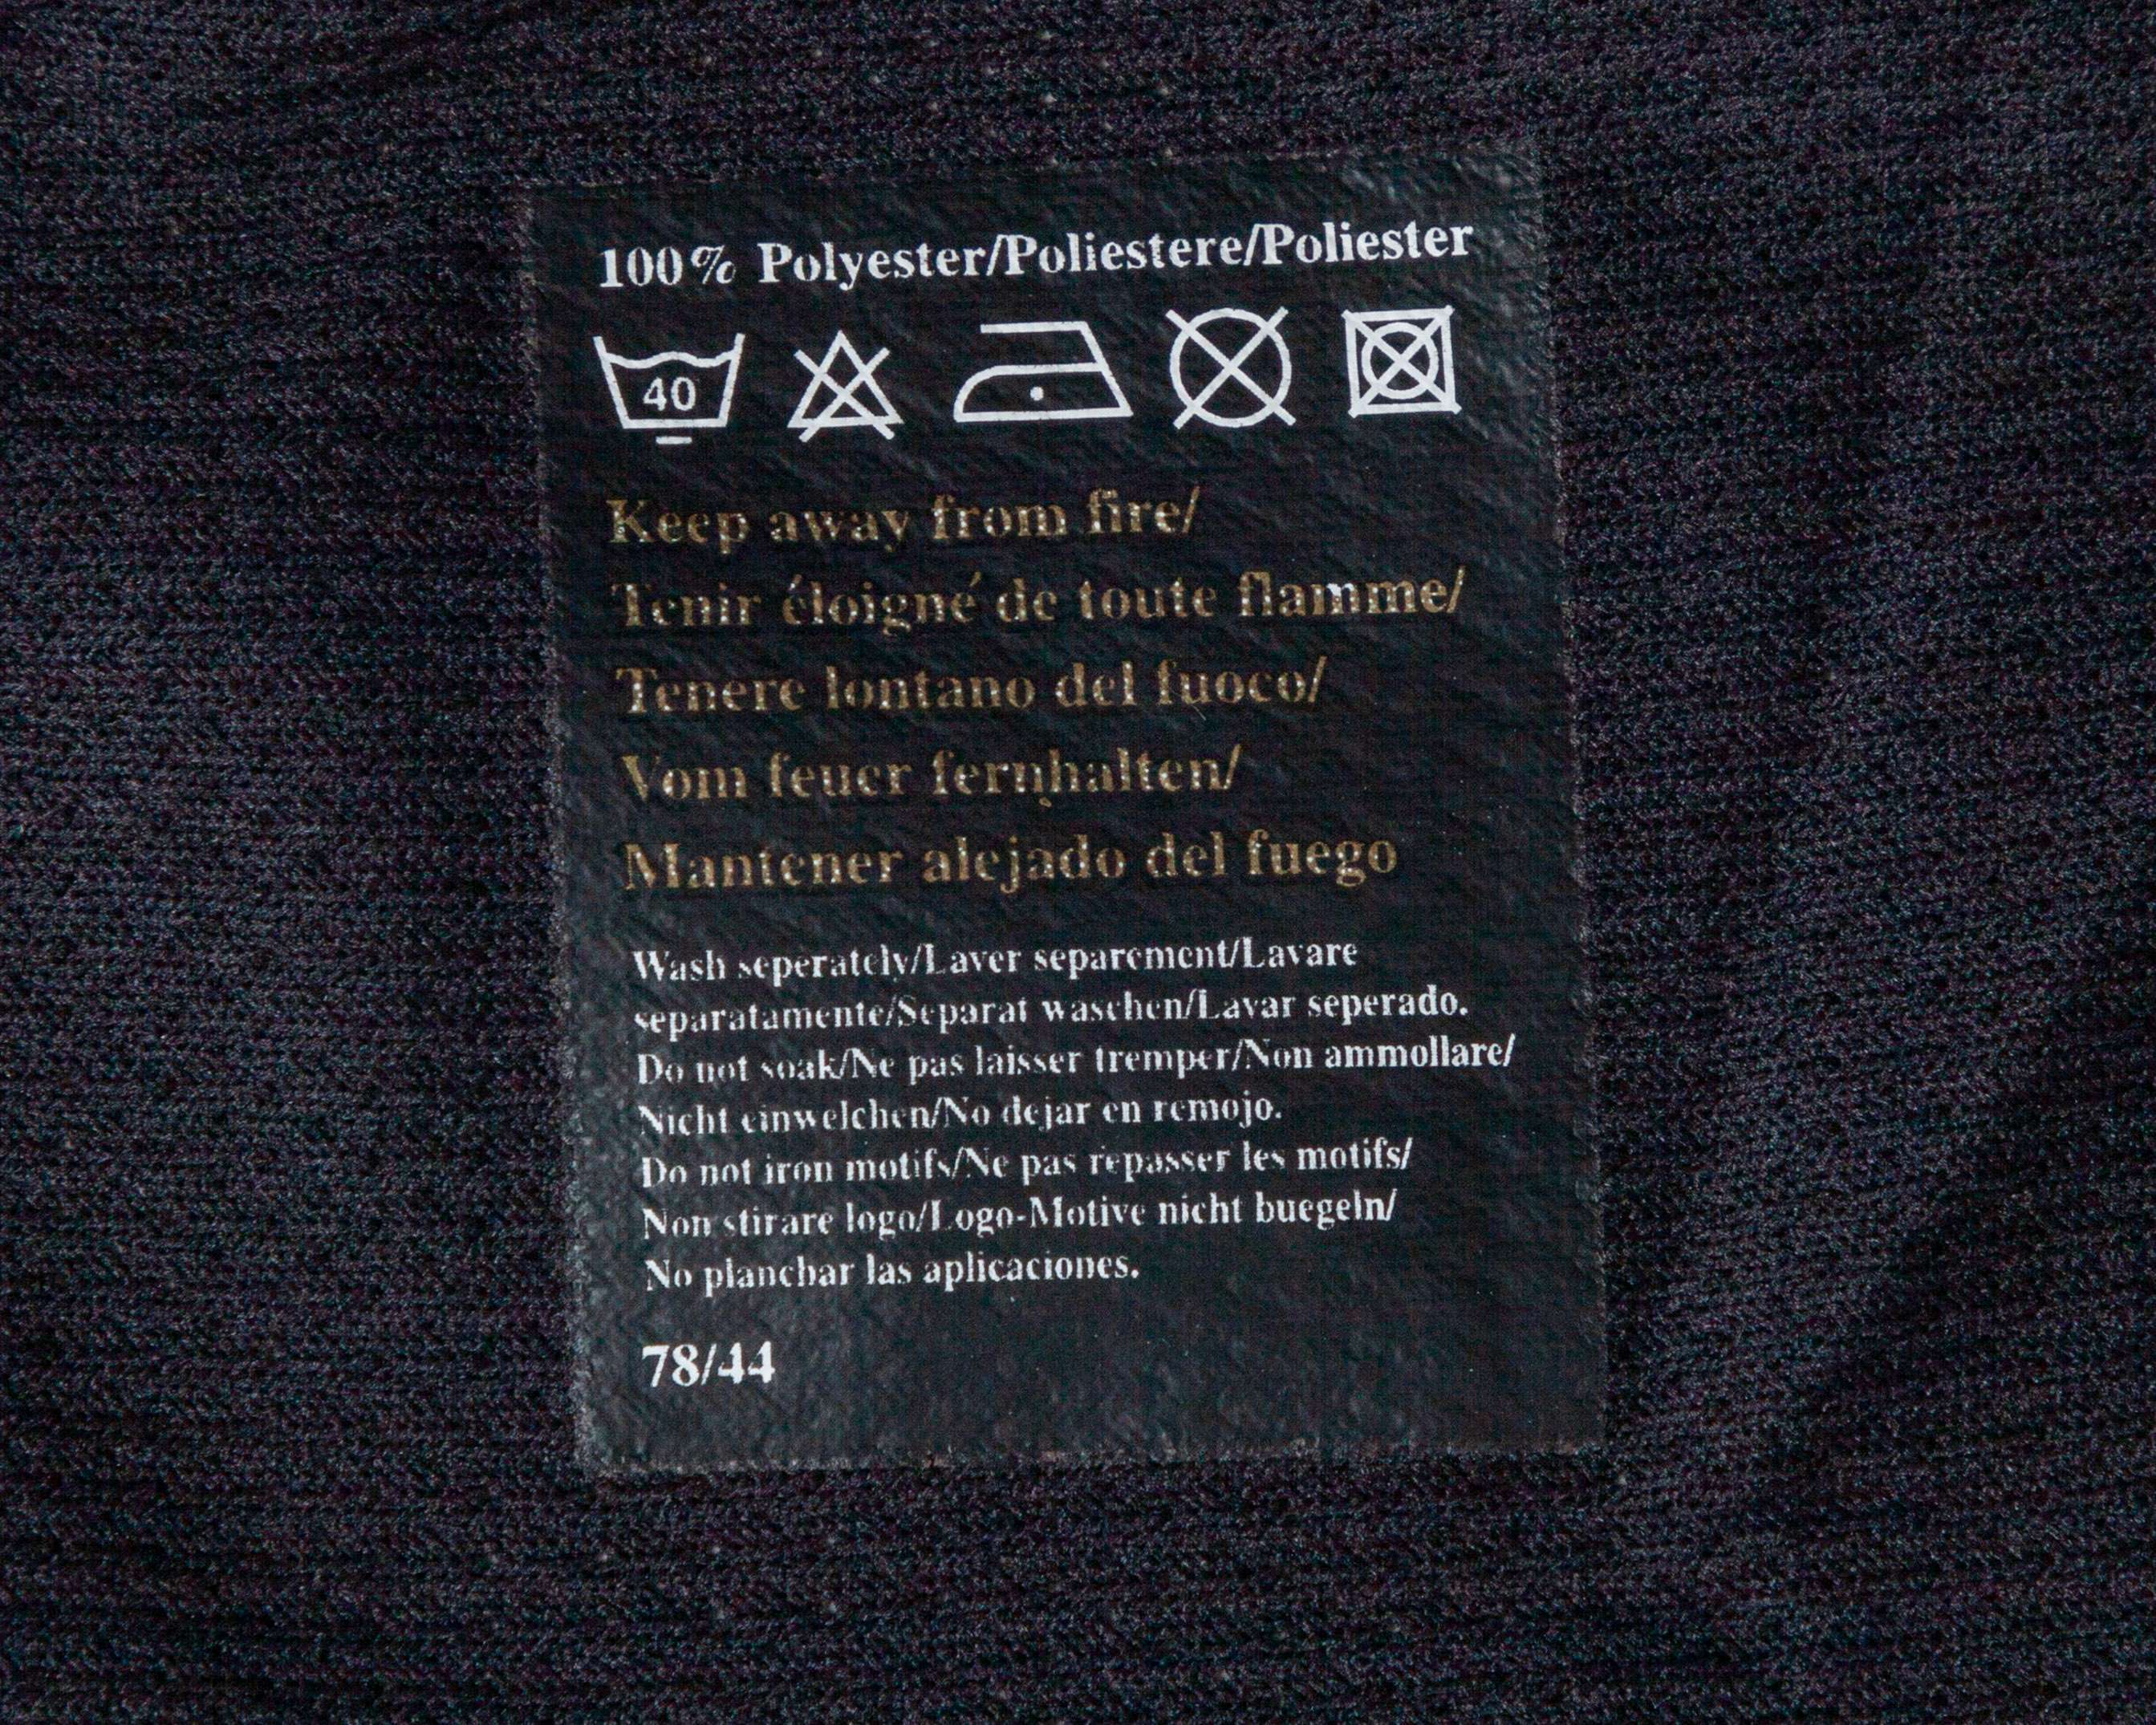 100% Polyester/Poliestere/Poliester
40
Keep away from fire/
Tenir éloigné de toute flamme/
Tenere lontano del fuoco/
Vom feuer fernhalten/
Mantener alejado del fuego
Wash seperately/Laver separement/Lavare
separatamente/Separat waschen/Lavar seperado.
Do not soak/Ne pas laisser tremper/Non ammollare/
Nicht einwelchen/No dejar en remojo.
Do not iron motifs/Ne pas repasser les motifs/
Non stirare logo/Logo-Motive nicht buegeln/
No planchar las aplicaciones.
78/44